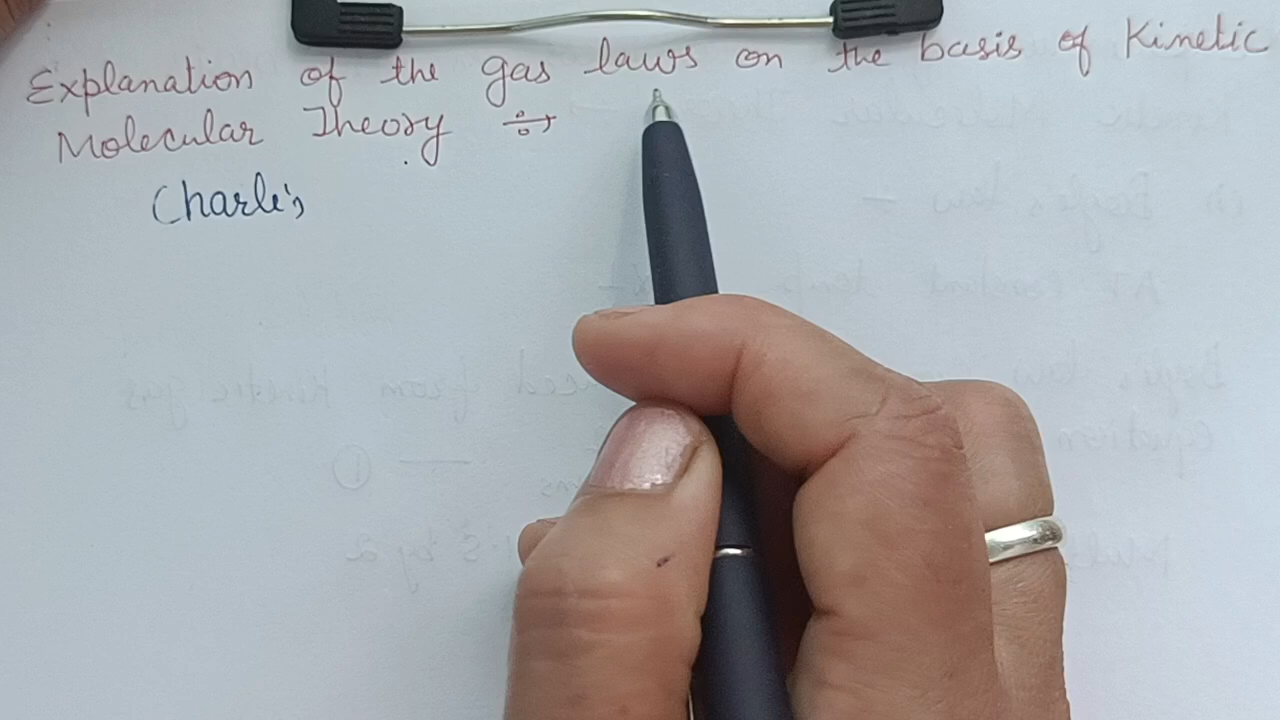 Explanation of the gas laws on the basis of Kinetic
Molecular Theory ÷
Charle's